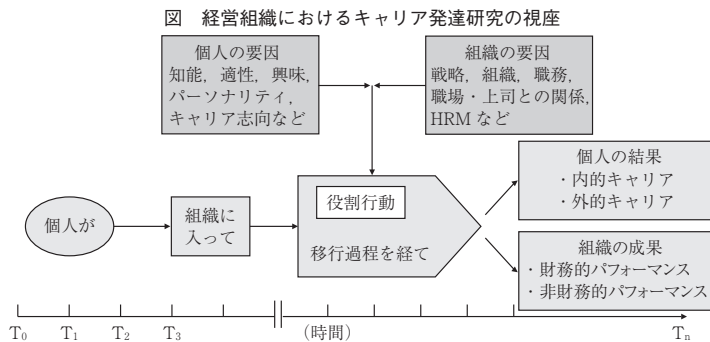 図　経営組織におけるキャリア発達研究の視座
個人の要因
知能，適性，興味，
パーソナリティ，
キャリア志向など
組織の要因
戦略，組織，職務，
職場・上司との関係，
HRM など
個人が
組織に
入って
役割行動
移行過程を経て
個人の結果
・内的キャリア
・外的キャリア
組織の成果
・財務的パフォーマンス
・非財務的パフォーマンス
T0 T1 T2 T3 （時間） Tn